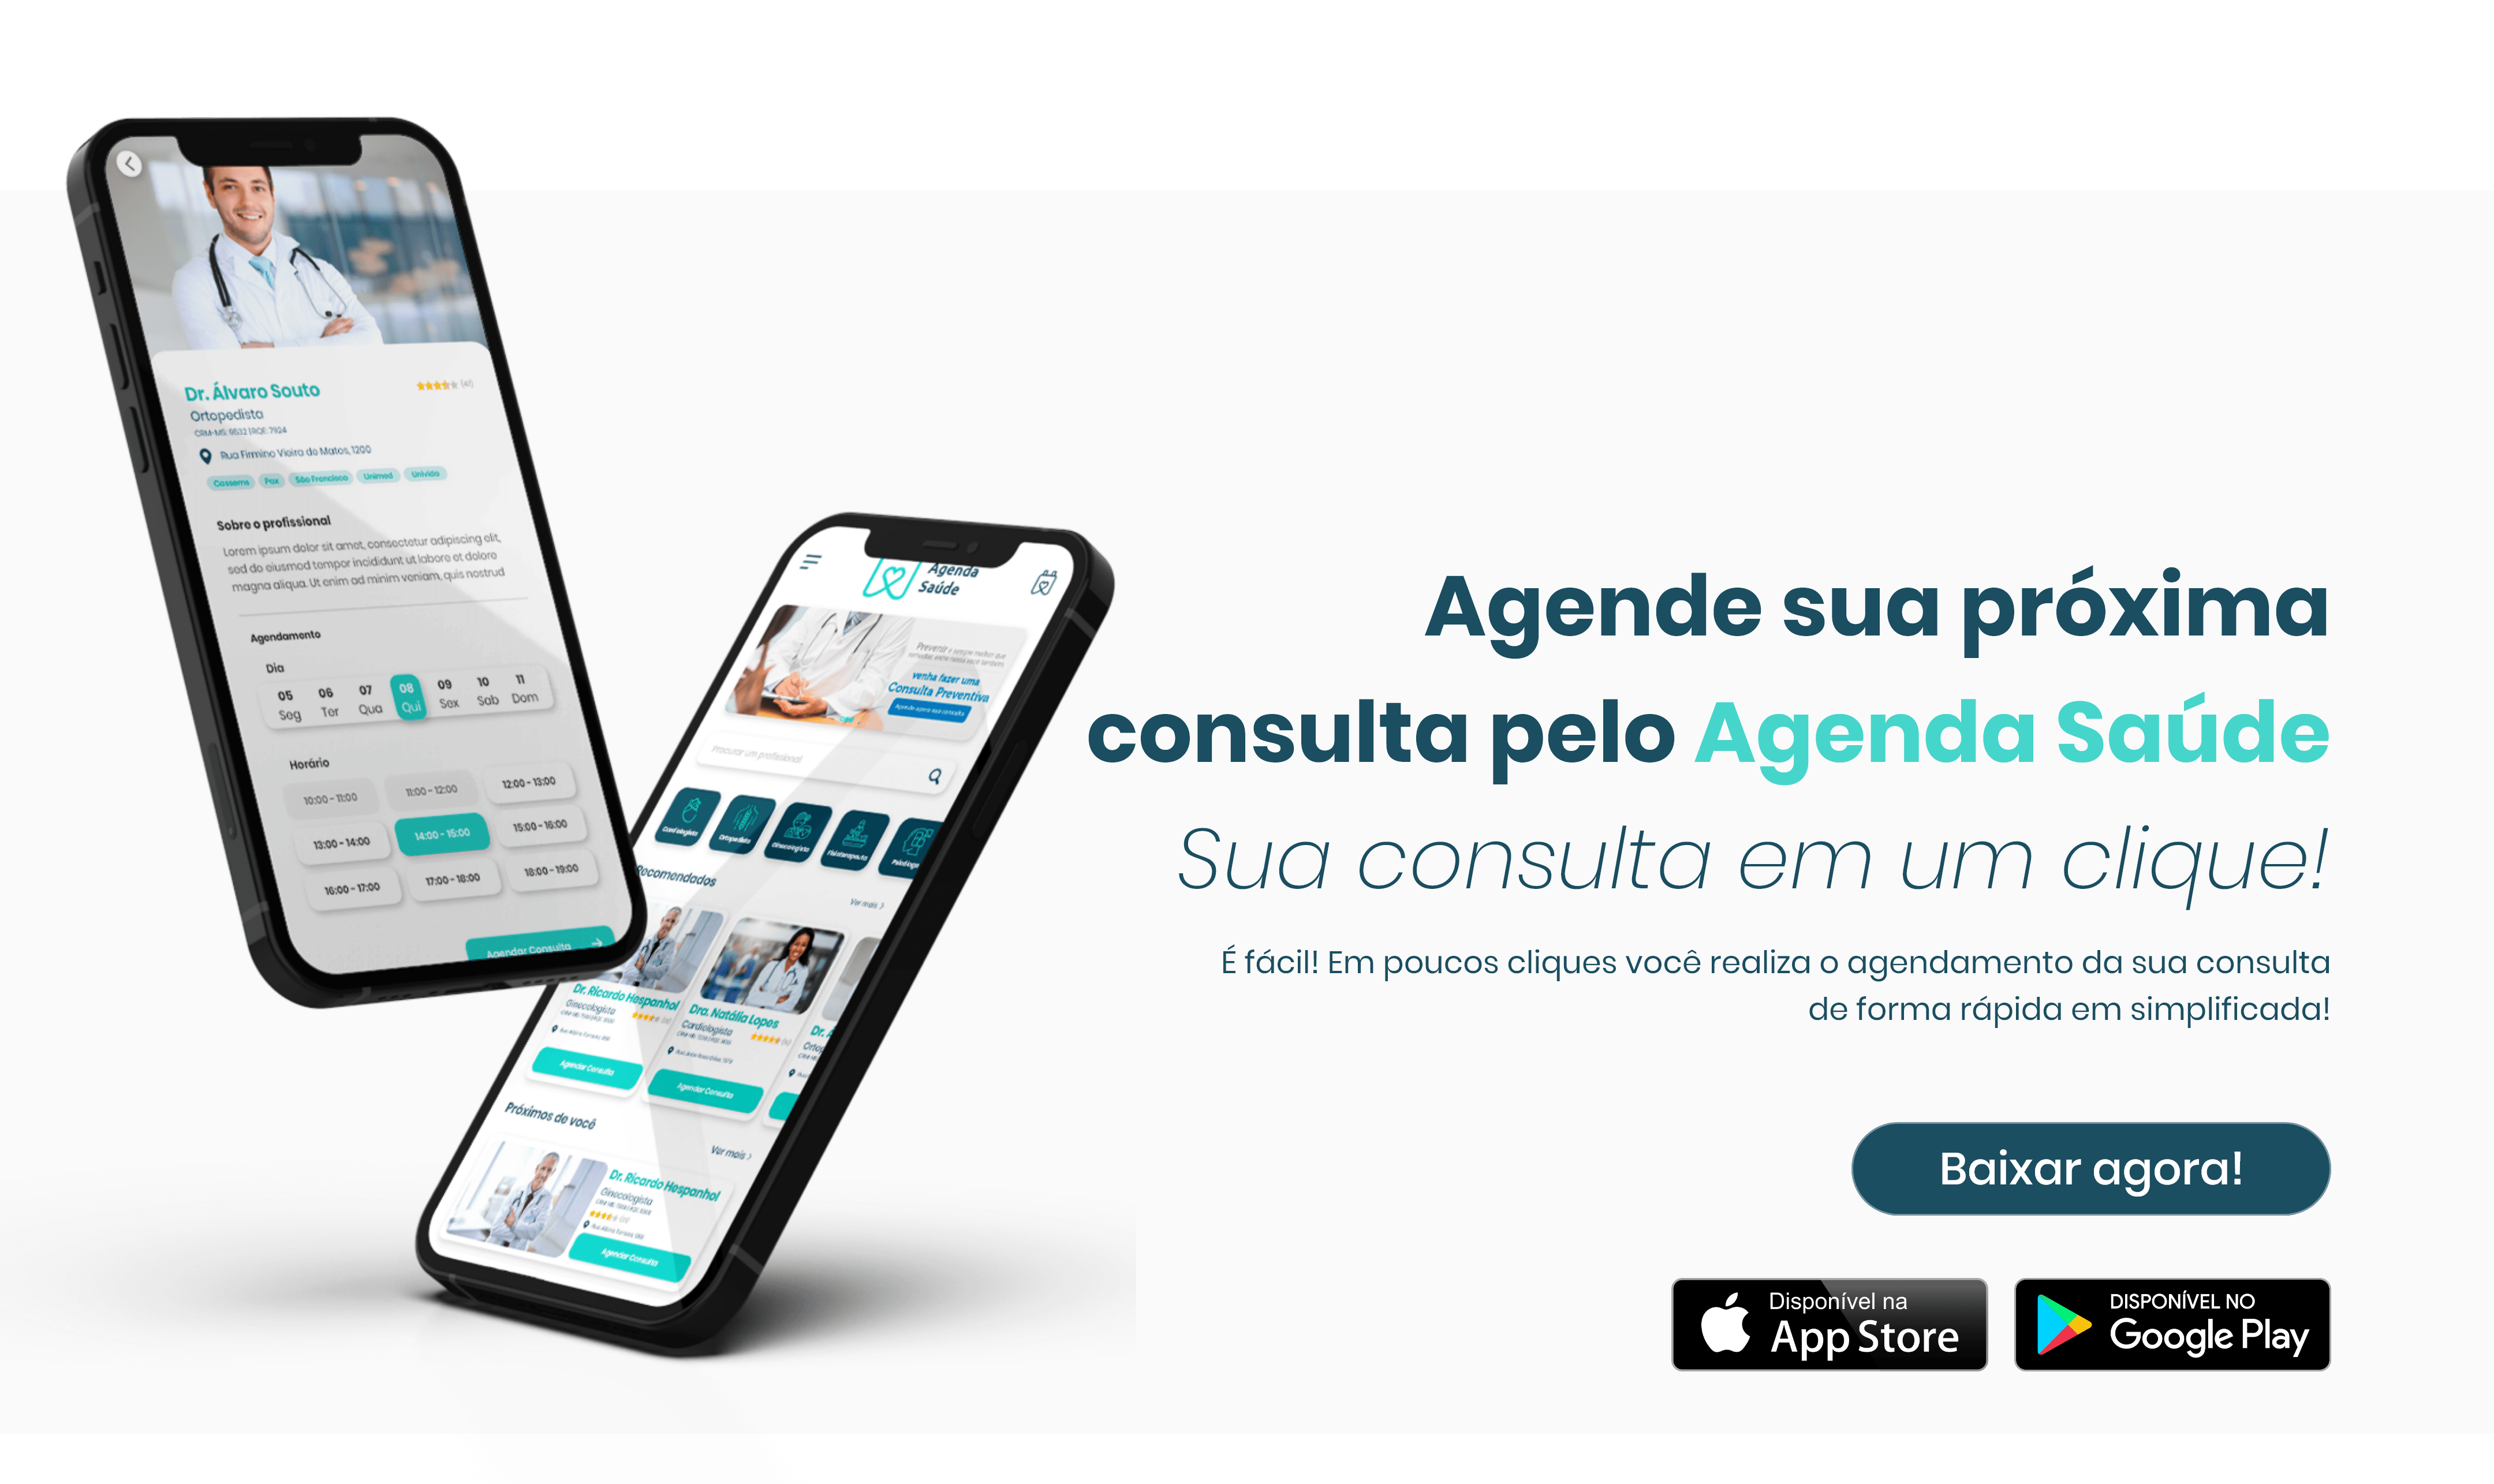 Dr. Álvaro Souto
(41)
Ortopedista
CRM-MS: 9632 | RQE: 7924
Rua Firmino Vieira de Matos, 1200
Cassems Pax São Francisco Unimed Univida
Sobre o profissional
Lorem ipsum dolor sit amet, consectetur adipiscing elit,
sed do eiusmod tempor incididunt ut labore et dolore
magna aliqua. Ut enim ad minim veniam, quis nostrud
Agendamento
Dia
05 06 07 08 09 10 11
Seg Ter Qua Qui Sex Sab Dom
Horário
10:00 - 11:00 11:00 - 12:00 12:00 - 13:00
13:00 - 14:00 14:00 - 15:00 15:00 - 16:00
16:00 - 17:00 17:00 - 18:00 18:00 - 19:00
Agendar Consulta
Agenda
Saúde
Prevenir é sempre melhor que
venha fazer uma
Consulta Preventiva
Agende agora sua consulta
Procurar um profissional
Cardiologista Ortopedista Ginecologista Fisioterapeuta
Recomendados
Ver mais
Dr. Ricardo Hespanhol
Ginecologista
Agendar Consulta
Dra. Natália Lopes
Cardiologista
Agendar Consulta
Próximos de você
Ver mais
Dr. Ricardo Hespanhol
Ginecologista
Agendar Consulta
Agende sua próxima
consulta pelo Agenda Saúde
Sua consulta em um clique!
É fácil! Em poucos cliques você realiza o agendamento da sua consulta
de forma rápida em simplificada!
Baixar agora!
Disponível na
App Store
DISPONÍVEL NO
Google Play